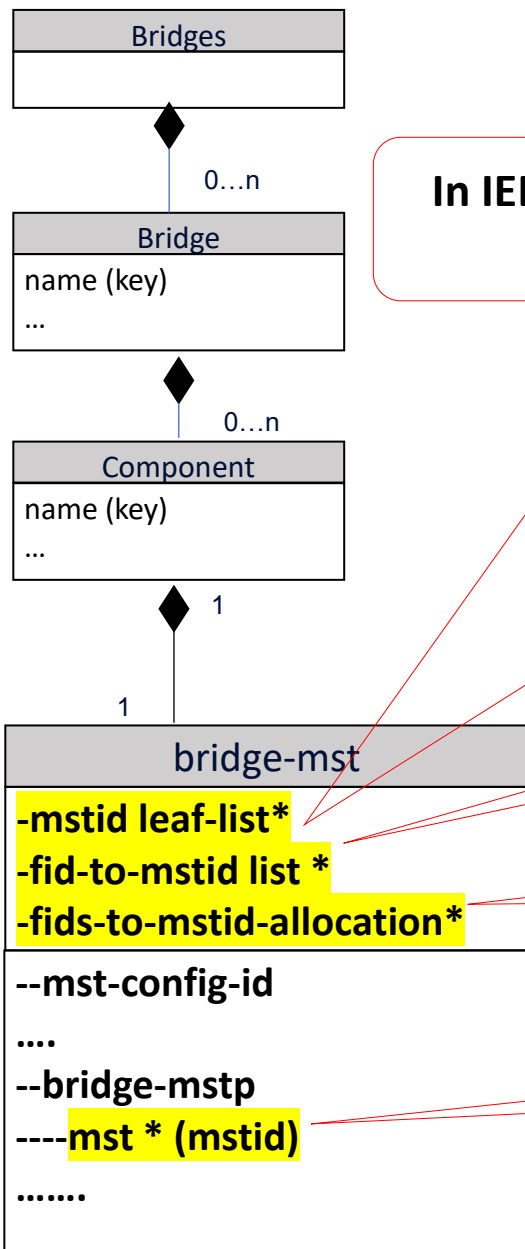 Bridges
0…n
In IE
Bridge
name (key)
...
0…n
Component
name (key)
...
1
1
bridge-mst
-mstid leaf-list*
-fid-to-mstid list *
-fids-to-mstid-allocation*
--mst-config-id
….
--bridge-mstp
----mst * (mstid)
…….